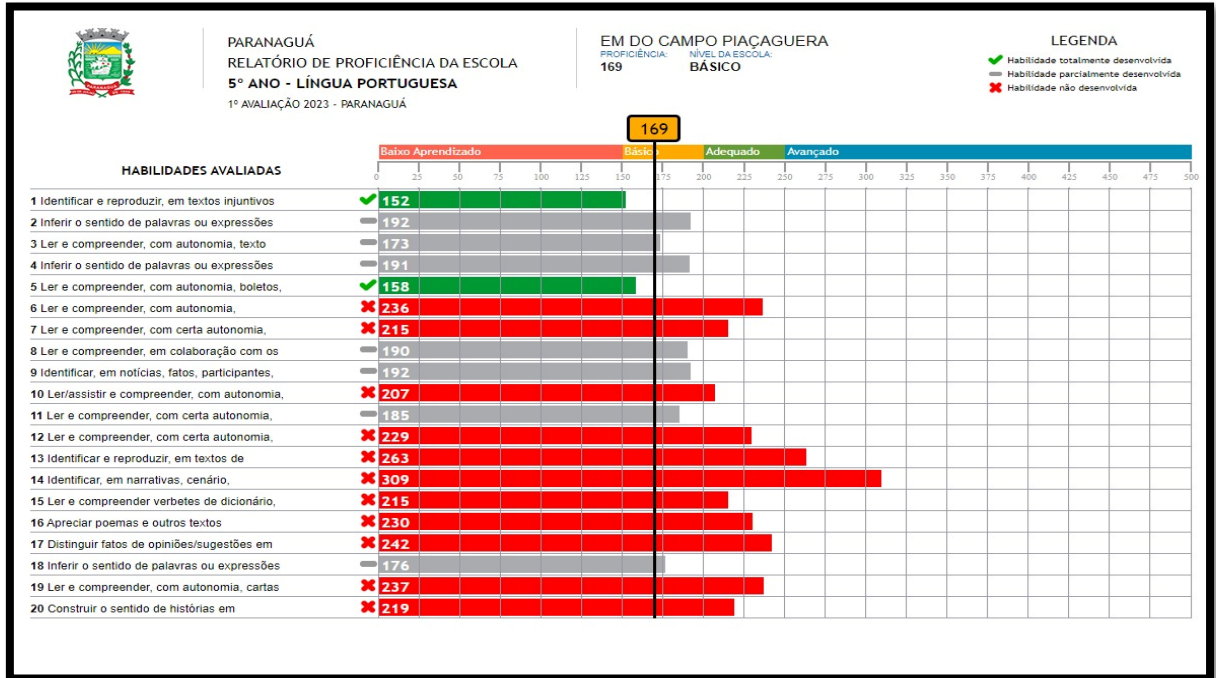 PARANAGUÁ
RELATÓRIO DE PROFICIÊNCIA DA ESCOLA
5º ANO - LÍNGUA PORTUGUESA
1º AVALIAÇÃO 2023 - PARANAGUÁ
EM DO CAMPO PIAÇAGUERA
PROFICIÊNCIA: NÍVEL DA ESCOLA:
169 BÁSICO
LEGENDA
Habilidade totalmente desenvolvida
Habilidade parcialmente desenvolvida
Habilidade não desenvolvida
169
Baixo Aprendizado Básico Adequado Avançado
HABILIDADES AVALIADAS
0 25 50 75 100 125 150 175 200 225 250 275 300 325 350 375 400 425 450 475 500
1 Identificar e reproduzir, em textos injuntivos 152
2 Inferir o sentido de palavras ou expressões 192
3 Ler e compreender, com autonomia, texto 173
4 Inferir o sentido de palavras ou expressões 191
5 Ler e compreender, com autonomia, boletos, 158
6 Ler e compreender, com autonomia, 236
7 Ler e compreender, com certa autonomia, 215
8 Ler e compreender, em colaboração com os 190
9 Identificar, em notícias, fatos, participantes, 192
10 Ler/assistir e compreender, com autonomia, 207
11 Ler e compreender, com certa autonomia, 185
12 Ler e compreender, com certa autonomia, 229
13 Identificar e reproduzir, em textos de 263
14 Identificar, em narrativas, cenário, 309
15 Ler e compreender verbetes de dicionário, 215
16 Apreciar poemas e outros textos 230
17 Distinguir fatos de opiniões/sugestões em 242
18 Inferir o sentido de palavras ou expressões 176
19 Ler e compreender, com autonomia, cartas 237
20 Construir o sentido de histórias em 219